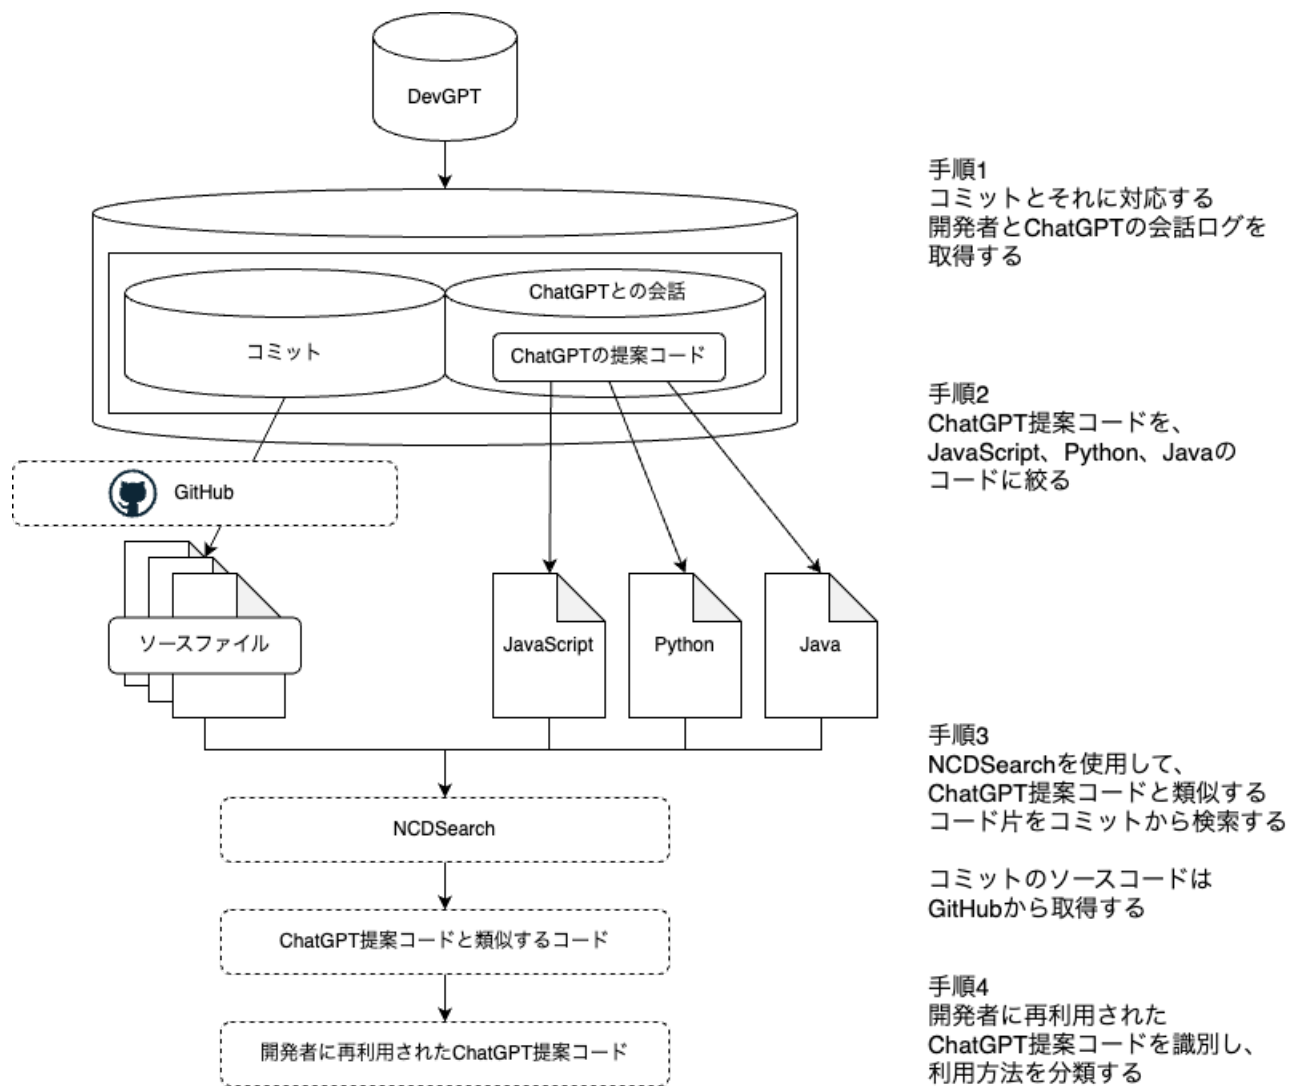 DevGPT
手順1
コミットとそれに対応する
開発者とChatGPTの会話ログを
取得する
ChatGPTとの会話
コミット
ChatGPTの提案コード
手順2
ChatGPT提案コードを、
JavaScript、Python、Javaの
コードに絞る
GitHub
ソースファイル
JavaScript
Python
Java
手順3
NCDSearchを使用して、
ChatGPT提案コードと類似する
コード片をコミットから検索する
コミットのソースコードは
GitHubから取得する
NCDSearch
ChatGPT提案コードと類似するコード
手順4
開発者に再利用された
ChatGPT提案コードを識別し、
利用方法を分類する
開発者に再利用されたChatGPT提案コード